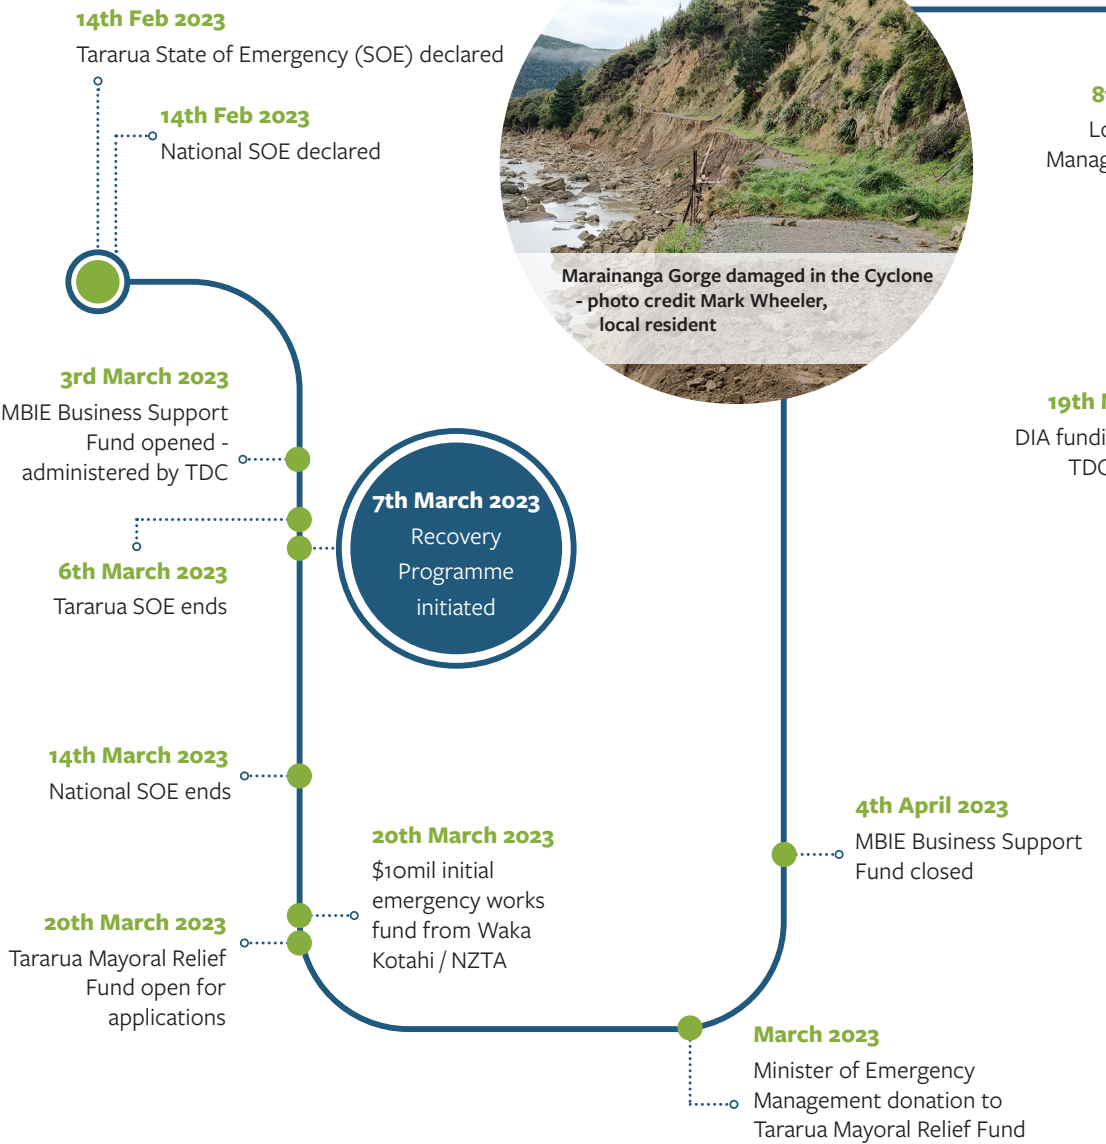 14th Feb 2023
Tararua State of Emergency (SOE) declared
14th Feb 2023
National SOE declared
Marainanga Gorge damaged in the Cyclone
- photo credit Mark Wheeler,
local resident
3rd March 2023
MBIE Business Support
Fund opened -
administered by TDC
6th March 2023
Tararua SOE ends
7th March 2023
Recovery
Programme
initiated
14th March 2023
National SOE ends
20th March 2023
$10mil initial
emergency works
fund from Waka
Kotahi / NZTA
20th March 2023
Tararua Mayoral Relief
Fund open for
applications
March 2023
Minister of Emergency
Management donation to
Tararua Mayoral Relief Fund
4th April 2023
MBIE Business Support
Fund closed
19th
DIA
TDC